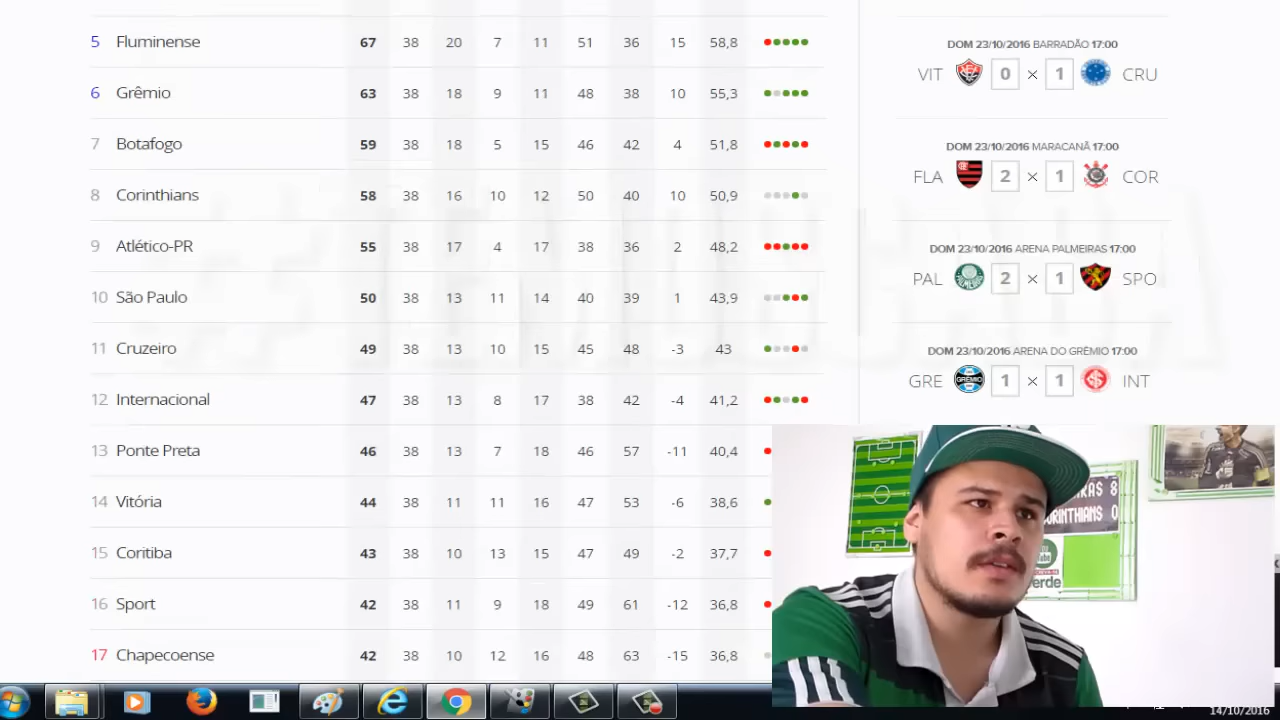 5 Fluminense 67 38 20 7 11 51 36 15 58,8
6 Grêmio 63 38 18 9 11 48 38 10 55,3
7 Botafogo 59 38 18 5 15 46 42 4 51,8
8 Corinthians 58 38 16 10 12 50 40 10 50,9
9 Atlético-PR 55 38 17 4 17 38 36 2 48,2
10 São Paulo 50 38 13 11 14 40 39 1 43,9
11 Cruzeiro 49 38 13 10 15 45 48 -3 43
12 Internacional 47 38 13 8 17 38 42 -4 41,2
13 Ponte Preta 46 38 13 7 18 46 57 -11 40,4
14 Vitória 44 38 11 11 16 47 53 -6 38,6
15 Coritiba 43 38 10 13 15 47 49 -2 37,7
16 Sport 42 38 11 9 18 49 61 -12 36,8
17 Chapecoense 42 38 10 12 16 48 63 -15 36,8
DOM 23/10/2016 BARRADÃO 17:00
VIT 0 × 1 CRU
DOM 23/10/2016 MARACANÃ 17:00
FLA 2 × 1 COR
DOM 23/10/2016 ARENA PALMEIRAS 17:00
PAL 2 × 1 SPO
DOM 23/10/2016 ARENA DO GRÊMIO 17:00
GRE GRÊMIO 1 × 1 INT
8
0
14/10/2016